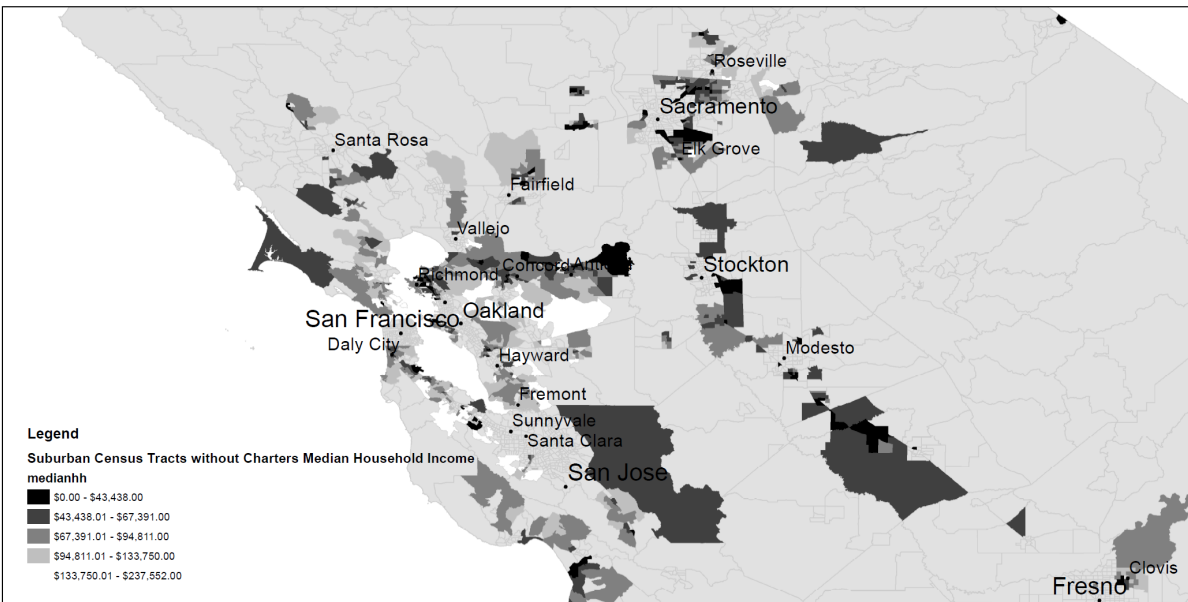 Roseville
Sacramento
Elk Grove
Santa Rosa
Fairfield
Vallejo
Richmond
Concord
Stockton
Oakland
San Francisco
Daly City
Modesto
Hayward
Fremont
Sunnyvale
Santa Clara
San Jose
Clovis
Fresno
Legend
Suburban Census Tracts without Charters Median Household Income
medianhh
$0.00 - $43,438.00
$43,438.01 - $67,391.00
$67,391.01 - $94,811.00
$94,811.01 - $133,750.00
$133,750.01 - $237,552.00